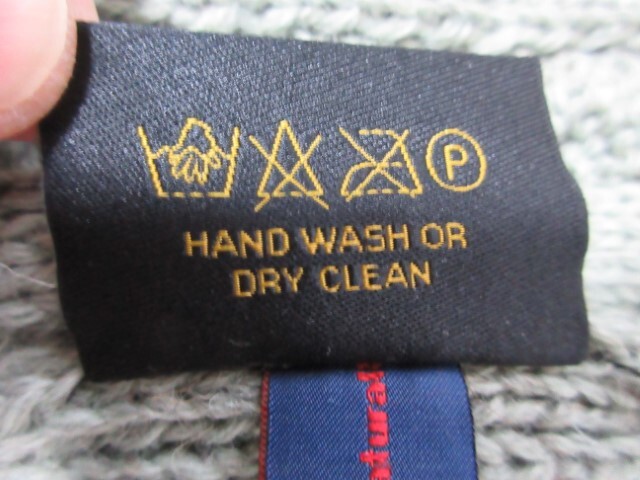 P
HAND WASH OR
DRY CLEAN